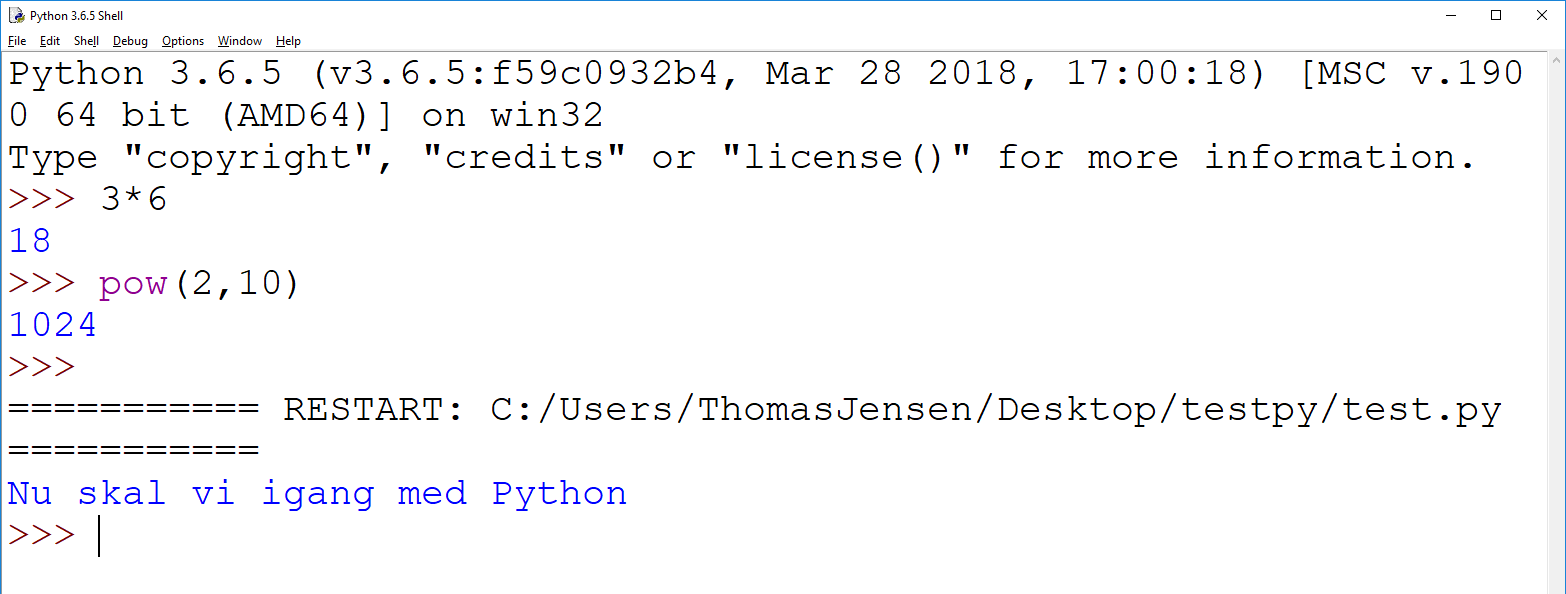 Python 3.6.5 Shell
File Edit Shell Debug Options Window Help
Python 3.6.5 (v3.6.5:f59c0932b4, Mar 28 2018, 17:00:18) [MSC v.190
0 64 bit (AMD64)] on win32
Type "copyright", "credits" or "license()" for more information.
>>> 3*6
18
>>> pow(2,10)
1024
>>>
=========== RESTART: C:/Users/ThomasJensen/Desktop/testpy/test.py
===========
Nu skal vi igang med Python
>>>